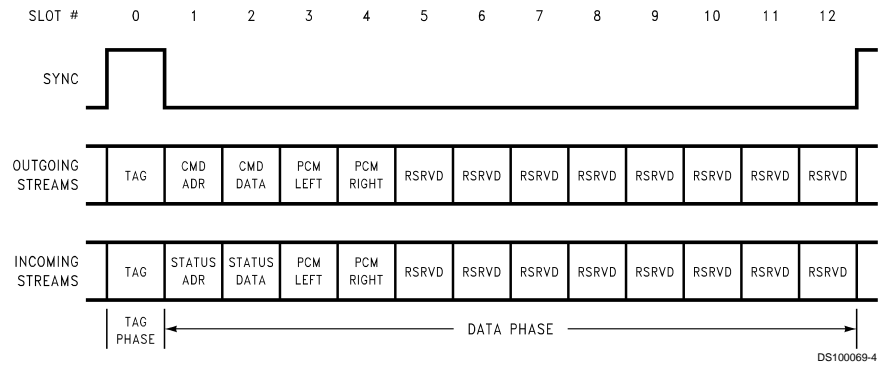 SLOT # 0 1 2 3 4 5 6 7 8 9 10 11 12
SYNC
OUTGOING STREAMS
TAG
CMD ADR
CMD DATA
PCM LEFT
PCM RIGHT
RSRVD RSRVD RSRVD RSRVD RSRVD RSRVD RSRVD RSRVD
INCOMING STREAMS
TAG
STATUS ADR
STATUS DATA
PCM LEFT
PCM RIGHT
RSRVD RSRVD RSRVD RSRVD RSRVD RSRVD RSRVD RSRVD
TAG PHASE
DATA PHASE
DS100069-4